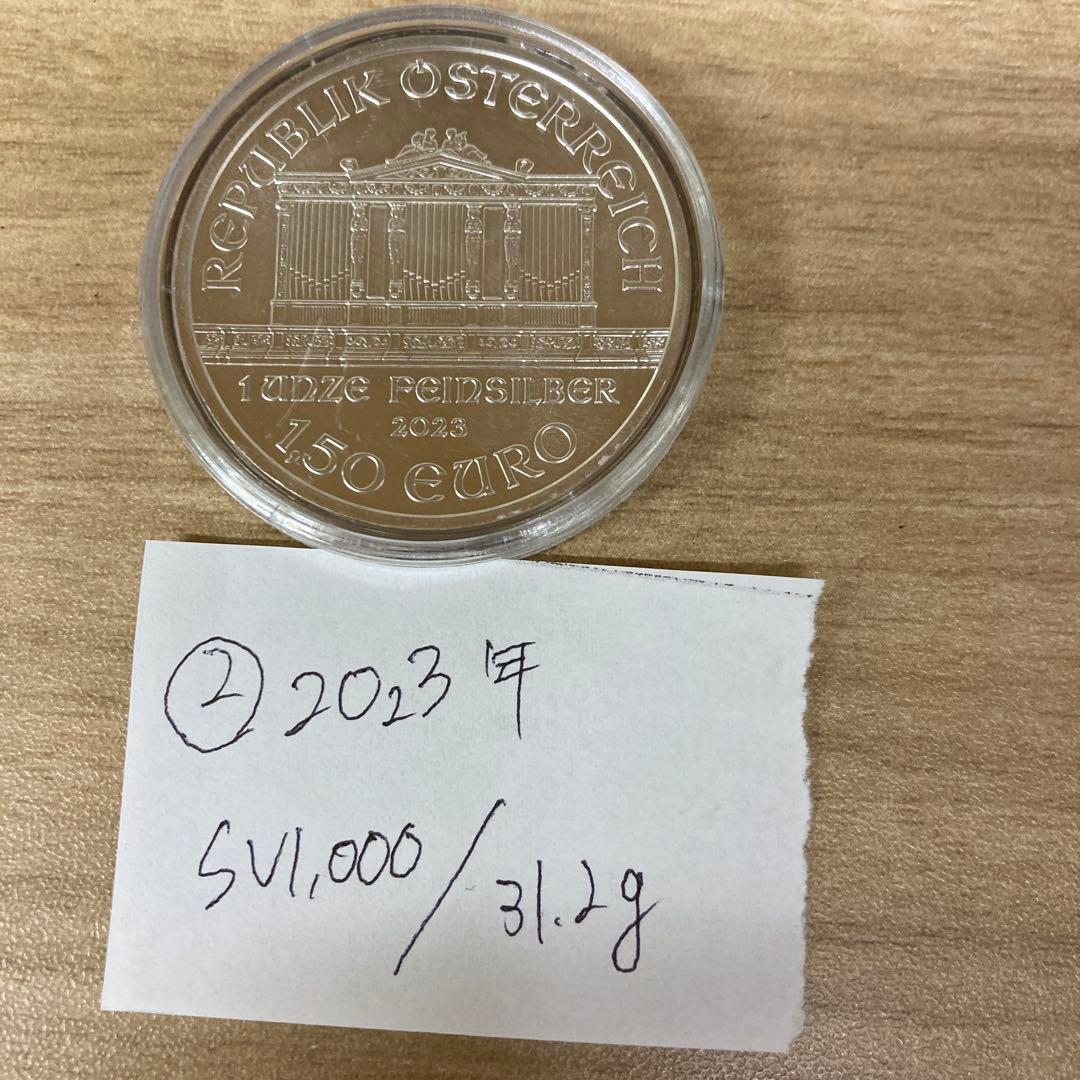 REPUBLIK ÖSTERREICH
1 UNZE FEINSILBER
2023
1,50 EURO
② 2023年
SV1,000 / 31.2g